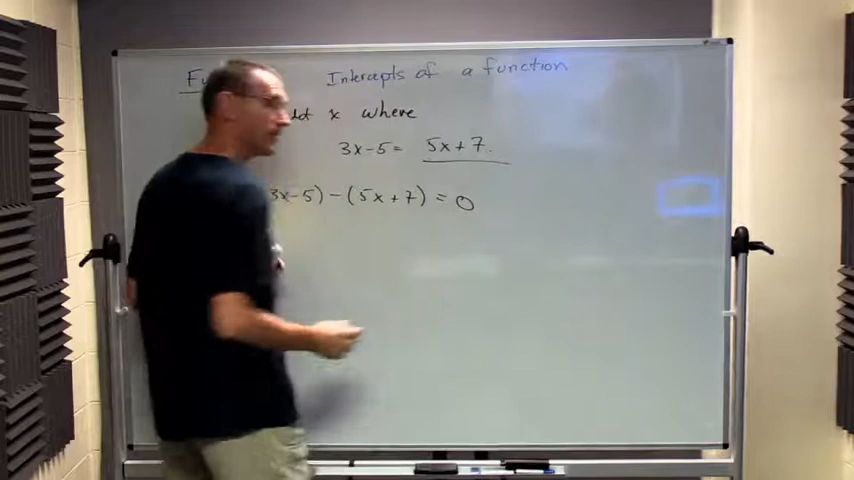 Intercepts of a function
x where
3x-5= 5x+7.
3x-5) - (5x+7) = 0